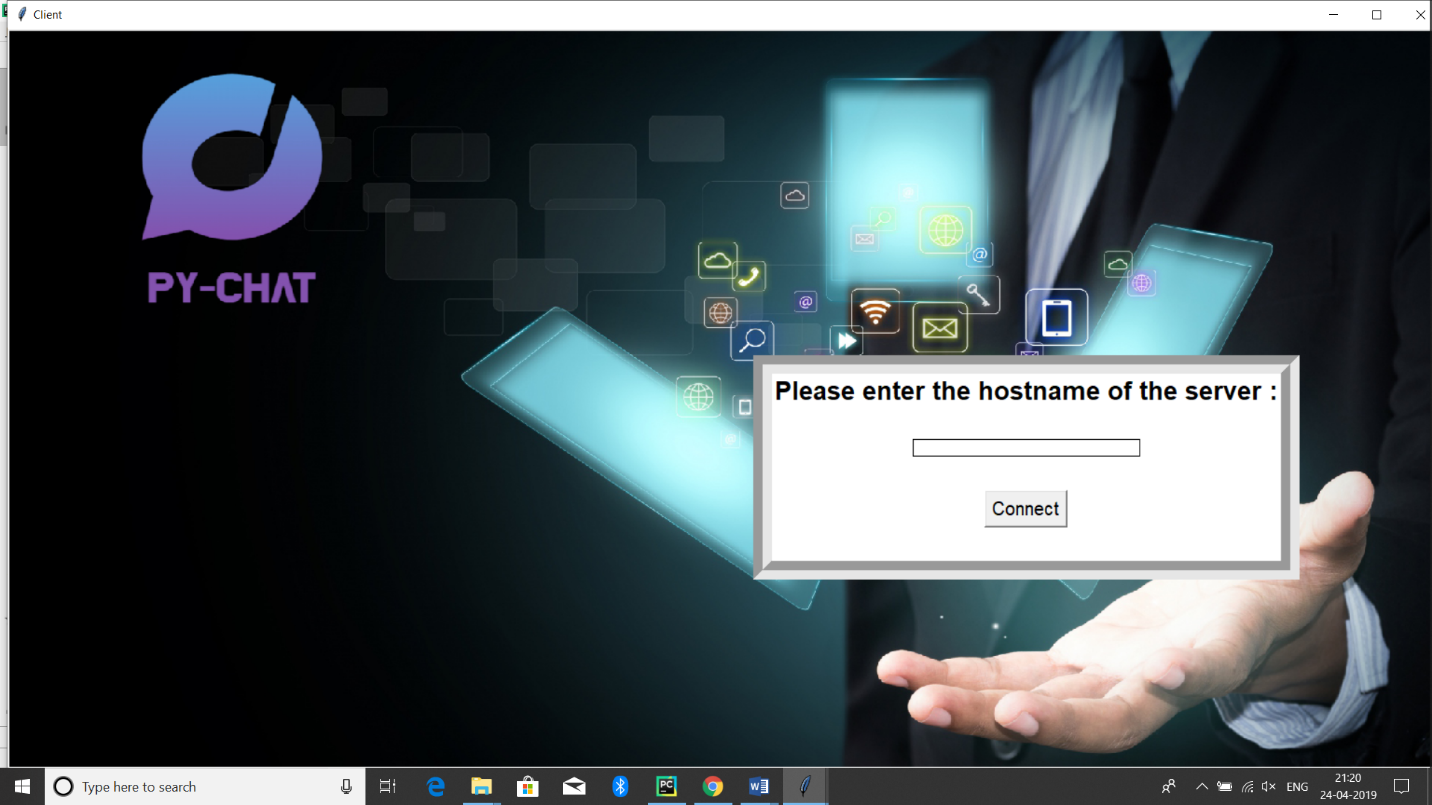 Client
PY-CHAT
@
@
@
Please enter the hostname of the server :
Connect
Type here to search
PC
W
ENG
21:20
24-04-2019